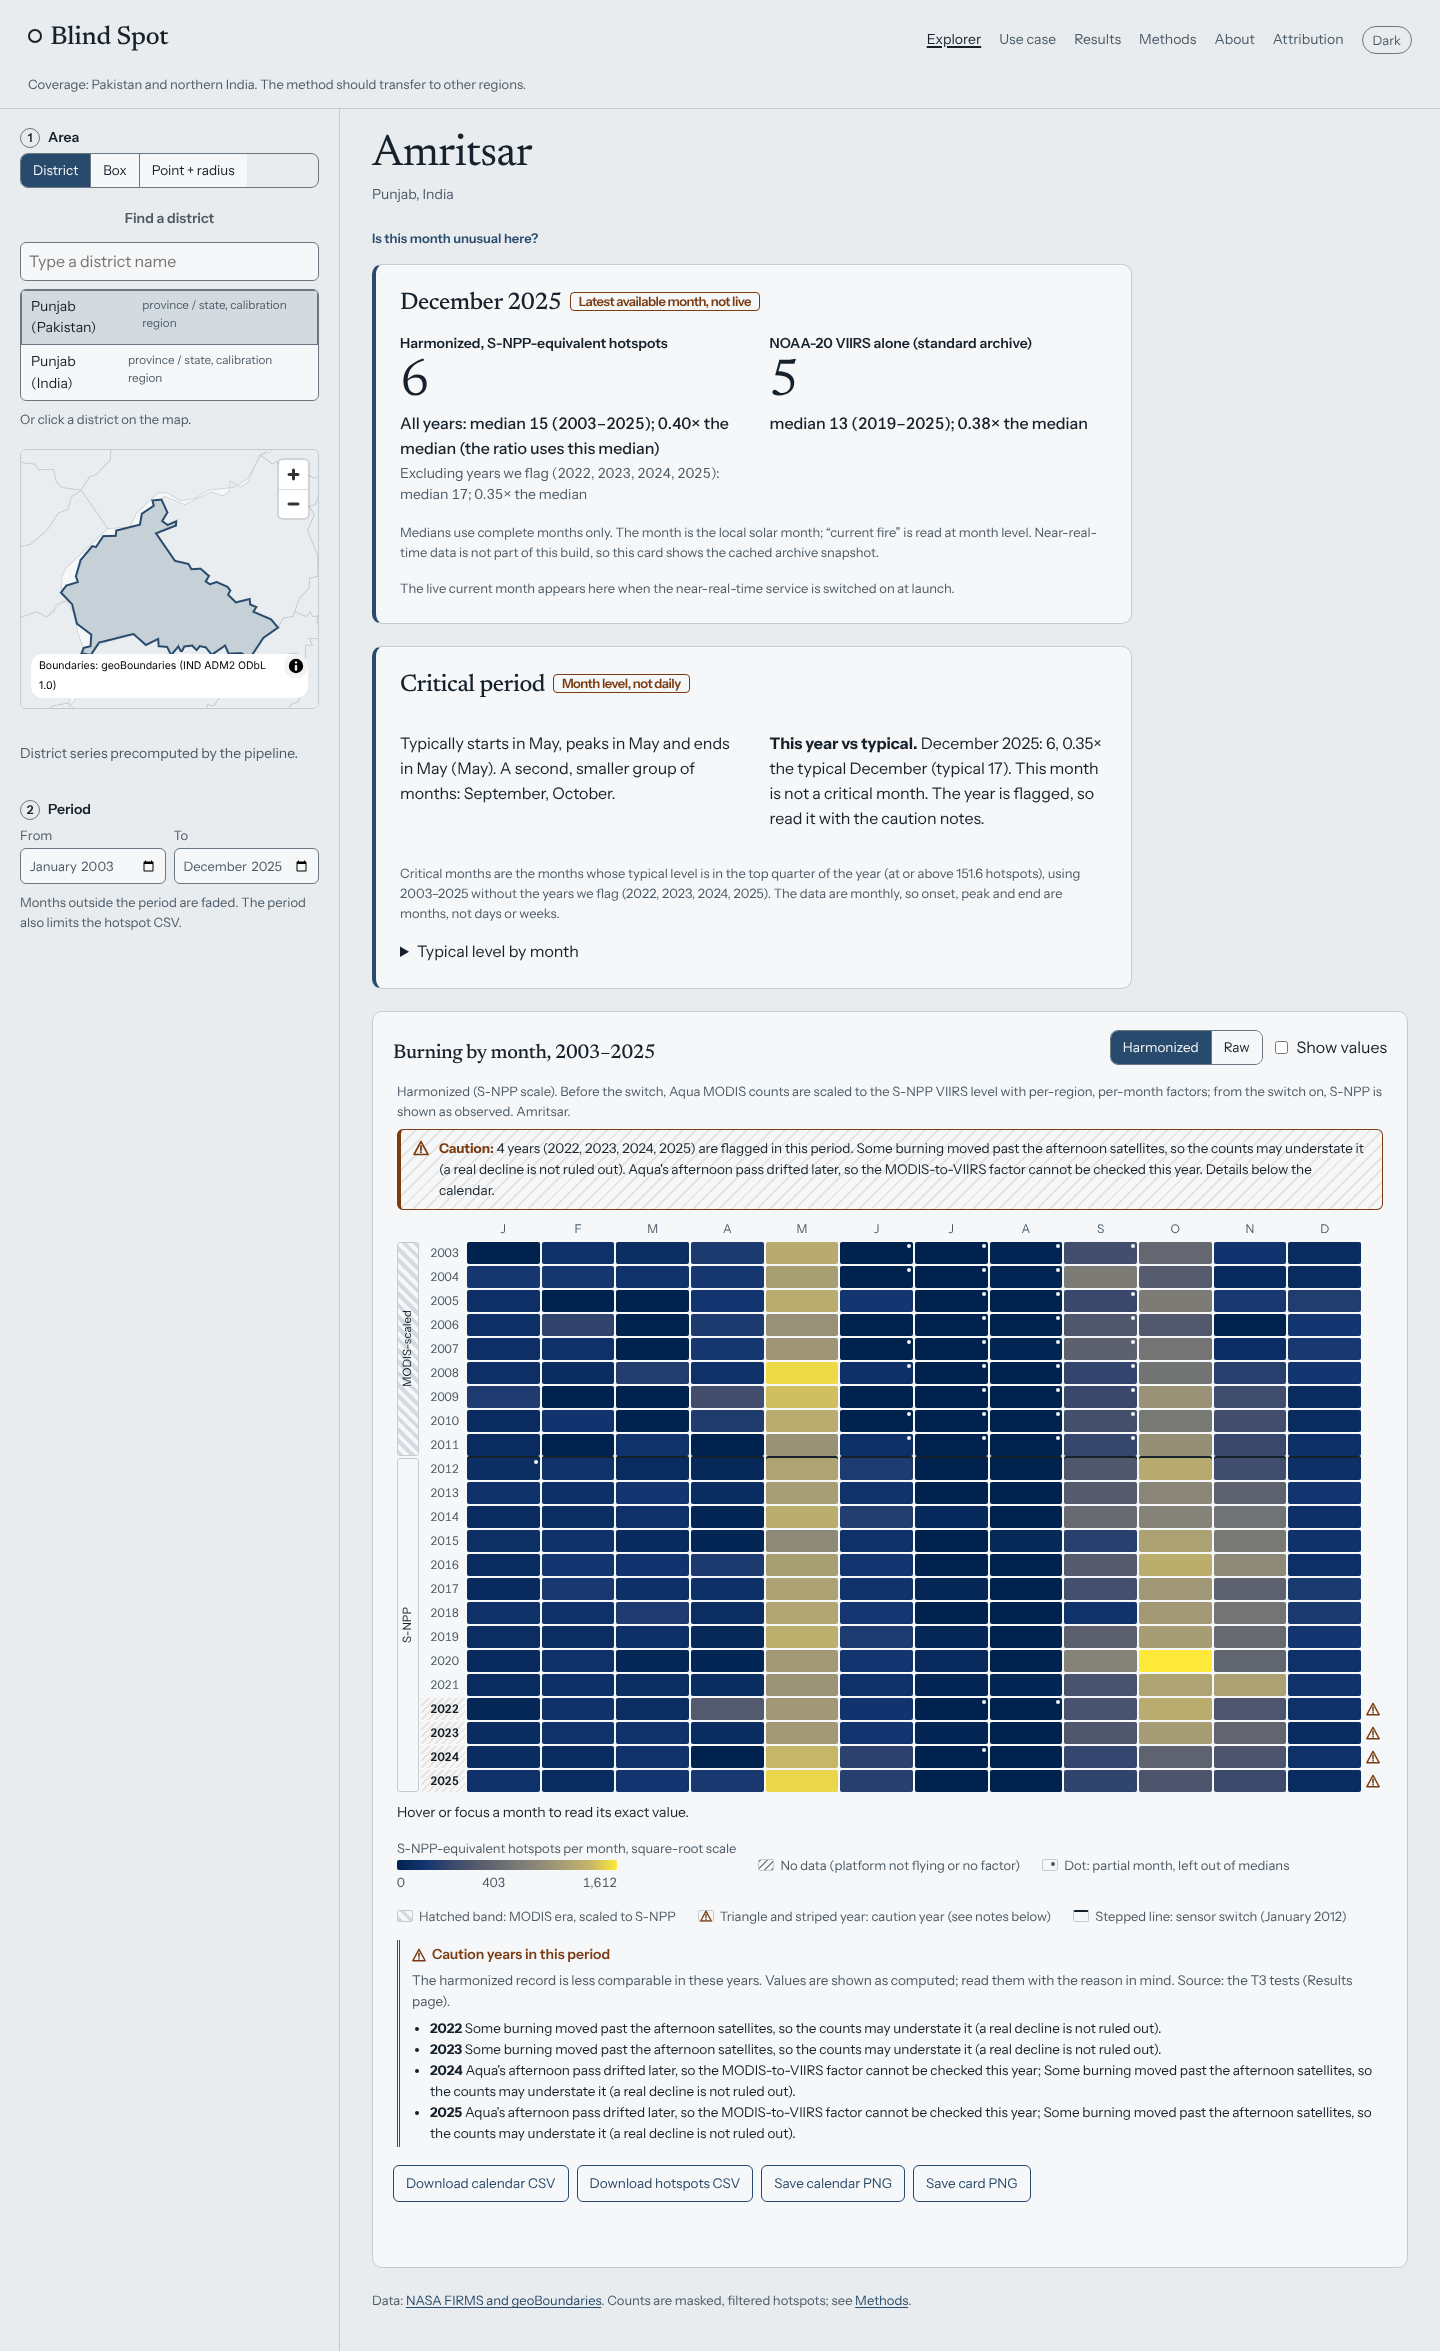 Blind Spot
Explorer
Use case
Results
Methods
About
Attribution
Dark
Coverage: Pakistan and northern India. The method should transfer to other regions.
1 Area
District
Box
Point + radius
Find a district
Type a district name
Punjab (Pakistan)
province / state, calibration region
Punjab (India)
province / state, calibration region
Or click a district on the map.
Boundaries: geoBoundaries (IND ADM2 ODbL
1.0)
District series precomputed by the pipeline.
2 Period
From
To
January 2003
December 2025
Months outside the period are faded. The period
also limits the hotspot CSV.
Amritsar
Punjab, India
Is this month unusual here?
December 2025
Latest available month, not live
Harmonized, S-NPP-equivalent hotspots
6
All years: median 15 (2003–2025); 0.40× the
median (the ratio uses this median)
Excluding years we flag (2022, 2023, 2024, 2025):
median 17; 0.35× the median
NOAA-20 VIIRS alone (standard archive)
5
median 13 (2019–2025); 0.38× the median
Medians use complete months only. The month is the local solar month; “current fire” is read at month level. Near-real-
time data is not part of this build, so this card shows the cached archive snapshot.
The live current month appears here when the near-real-time service is switched on at launch.
Critical period
Month level, not daily
Typically starts in May, peaks in May and ends
in May (May). A second, smaller group of
months: September, October.
This year vs typical. December 2025: 6, 0.35×
the typical December (typical 17). This month
is not a critical month. The year is flagged, so
read it with the caution notes.
Critical months are the months whose typical level is in the top quarter of the year (at or above 151.6 hotspots), using
2003–2025 without the years we flag (2022, 2023, 2024, 2025). The data are monthly, so onset, peak and end are
months, not days or weeks.
Typical level by month
Burning by month, 2003–2025
Harmonized
Raw
Show values
Harmonized (S-NPP scale). Before the switch, Aqua MODIS counts are scaled to the S-NPP VIIRS level with per-region, per-month factors; from the switch on, S-NPP is
shown as observed. Amritsar.
Caution: 4 years (2022, 2023, 2024, 2025) are flagged in this period. Some burning moved past the afternoon satellites, so the counts may understate it
(a real decline is not ruled out). Aqua's afternoon pass drifted later, so the MODIS-to-VIIRS factor cannot be checked this year. Details below the
calendar.
J F M A M J J A S O N D
MODIS-scaled
2003
2004
2005
2006
2007
2008
2009
2010
2011
S-NPP
2012
2013
2014
2015
2016
2017
2018
2019
2020
2021
2022
2023
2024
2025
Hover or focus a month to read its exact value.
S-NPP-equivalent hotspots per month, square-root scale
0 403 1,612
No data (platform not flying or no factor)
Dot: partial month, left out of medians
Hatched band: MODIS era, scaled to S-NPP
Triangle and striped year: caution year (see notes below)
Stepped line: sensor switch (January 2012)
Caution years in this period
The harmonized record is less comparable in these years. Values are shown as computed; read them with the reason in mind. Source: the T3 tests (Results
page).
• 2022 Some burning moved past the afternoon satellites, so the counts may understate it (a real decline is not ruled out).
• 2023 Some burning moved past the afternoon satellites, so the counts may understate it (a real decline is not ruled out).
• 2024 Aqua's afternoon pass drifted later, so the MODIS-to-VIIRS factor cannot be checked this year; Some burning moved past the afternoon satellites, so
the counts may understate it (a real decline is not ruled out).
• 2025 Aqua's afternoon pass drifted later, so the MODIS-to-VIIRS factor cannot be checked this year; Some burning moved past the afternoon satellites, so
the counts may understate it (a real decline is not ruled out).
Download calendar CSV
Download hotspots CSV
Save calendar PNG
Save card PNG
Data: NASA FIRMS and geoBoundaries. Counts are masked, filtered hotspots; see Methods.